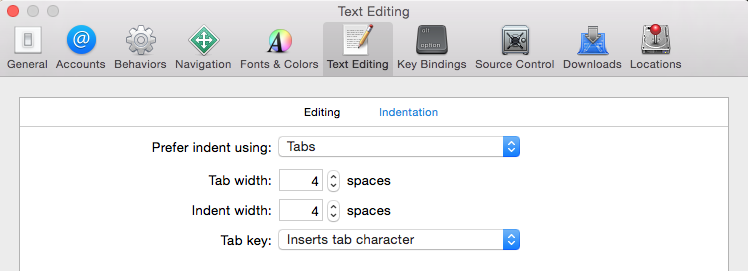 Text Editing
General Accounts Behaviors Navigation Fonts & Colors Text Editing Key Bindings Source Control Downloads Locations
Editing Indentation
Prefer indent using: Tabs
Tab width: 4 spaces
Indent width: 4 spaces
Tab key: Inserts tab character